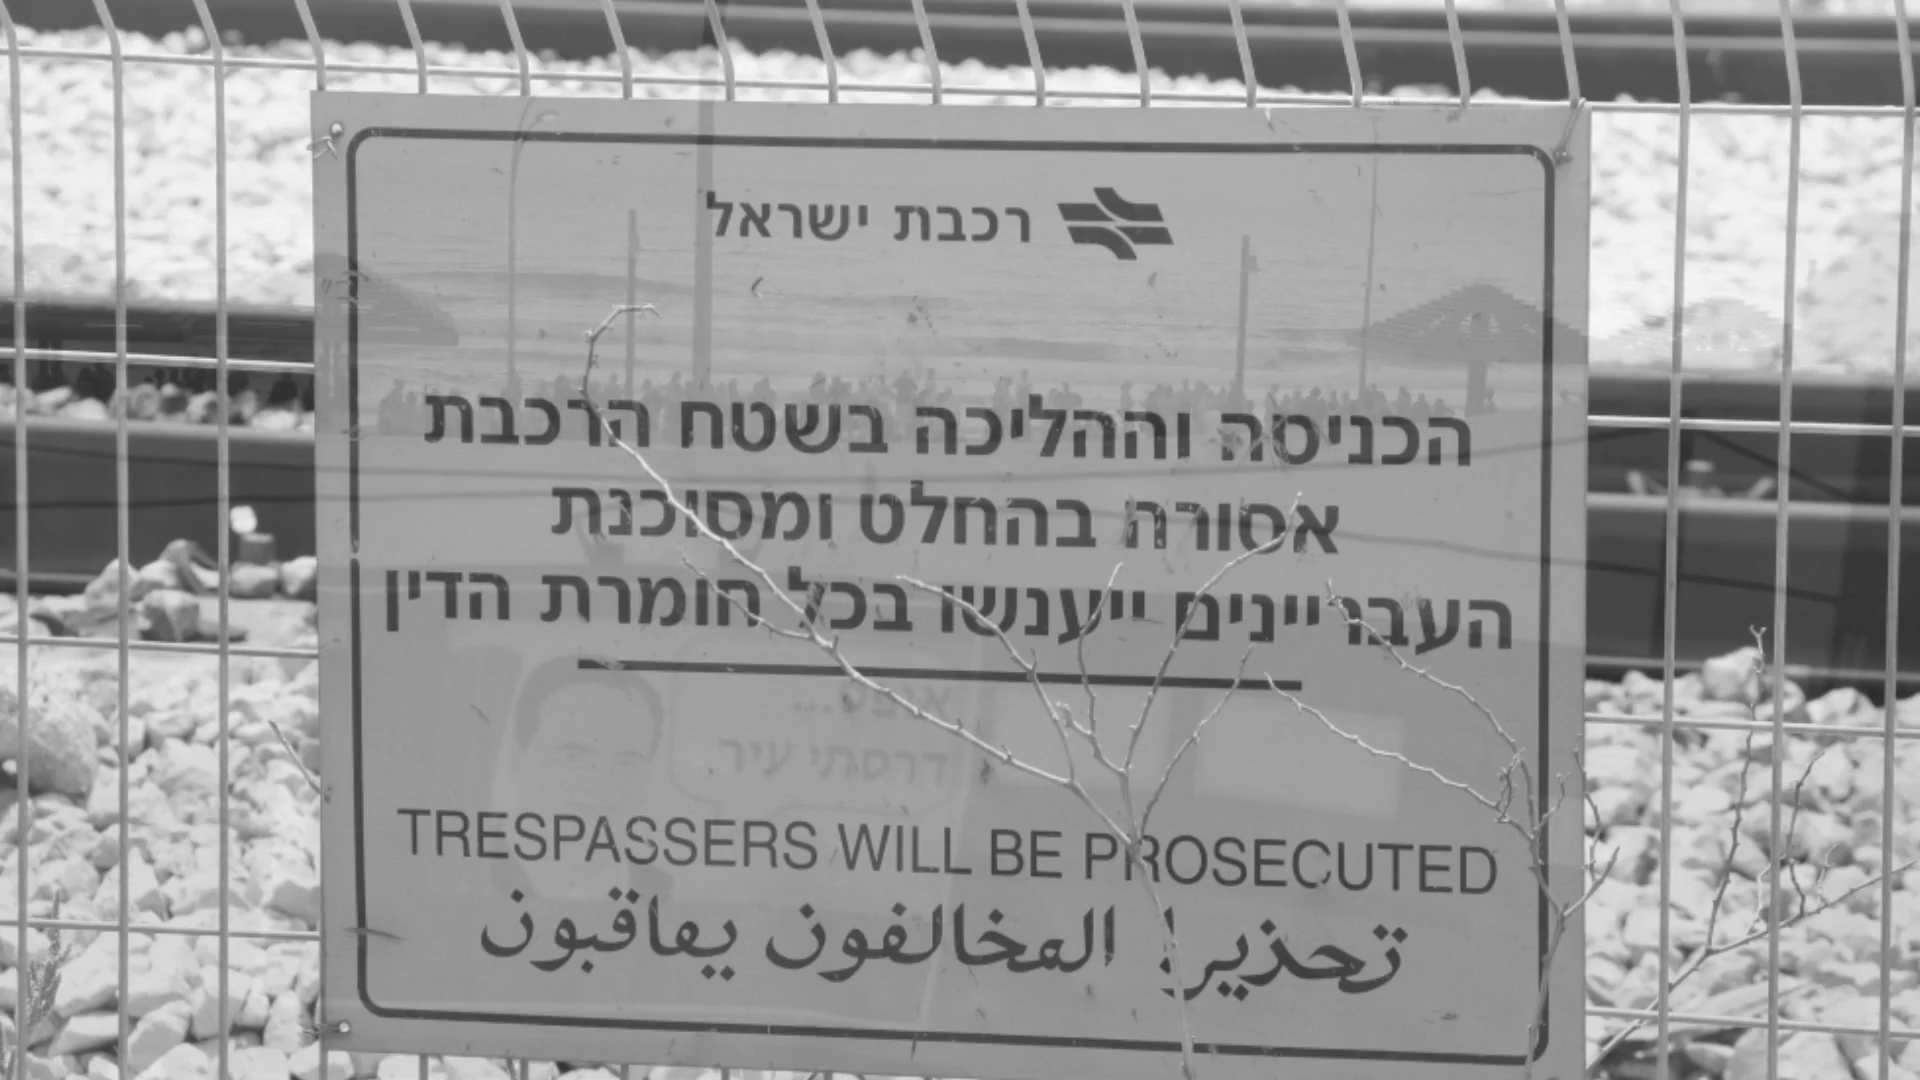 רכבת ישראל
הכניסה וההליכה בשטח הרכבת
אסורה בהחלט ומסוכנת
העבריינים ייענשו בכל חומרת הדין
אופס...
דרסתי עיר
TRESPASSERS WILL BE PROSECUTED
تحذير! المخالفون يعاقبون